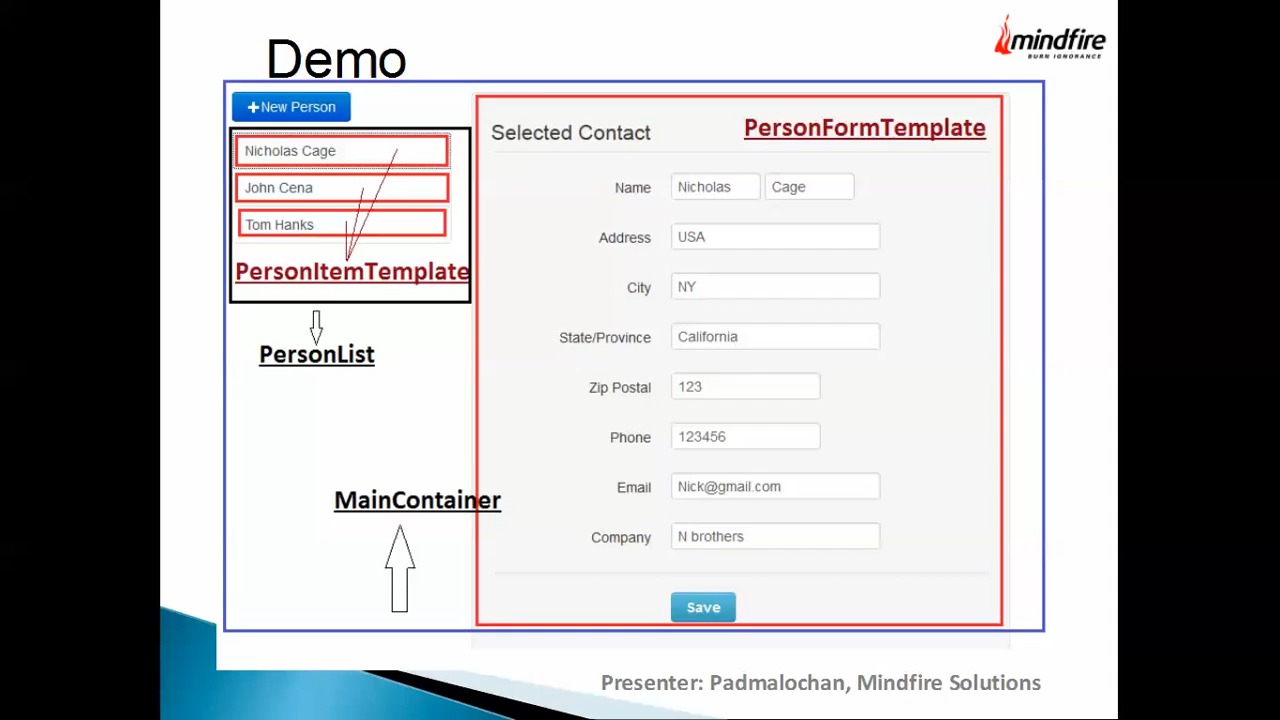 Demo
mindfire
BURN IGNORANCE
New Person
Nicholas Cage
John Cena
Tom Hanks
PersonItemTemplate
PersonList
MainContainer
Selected Contact
PersonFormTemplate
Name Nicholas Cage
Address USA
City NY
State/Province California
Zip Postal 123
Phone 123456
Email Nick@gmail.com
Company N brothers
Save
Presenter: Padmalochan, Mindfire Solutions